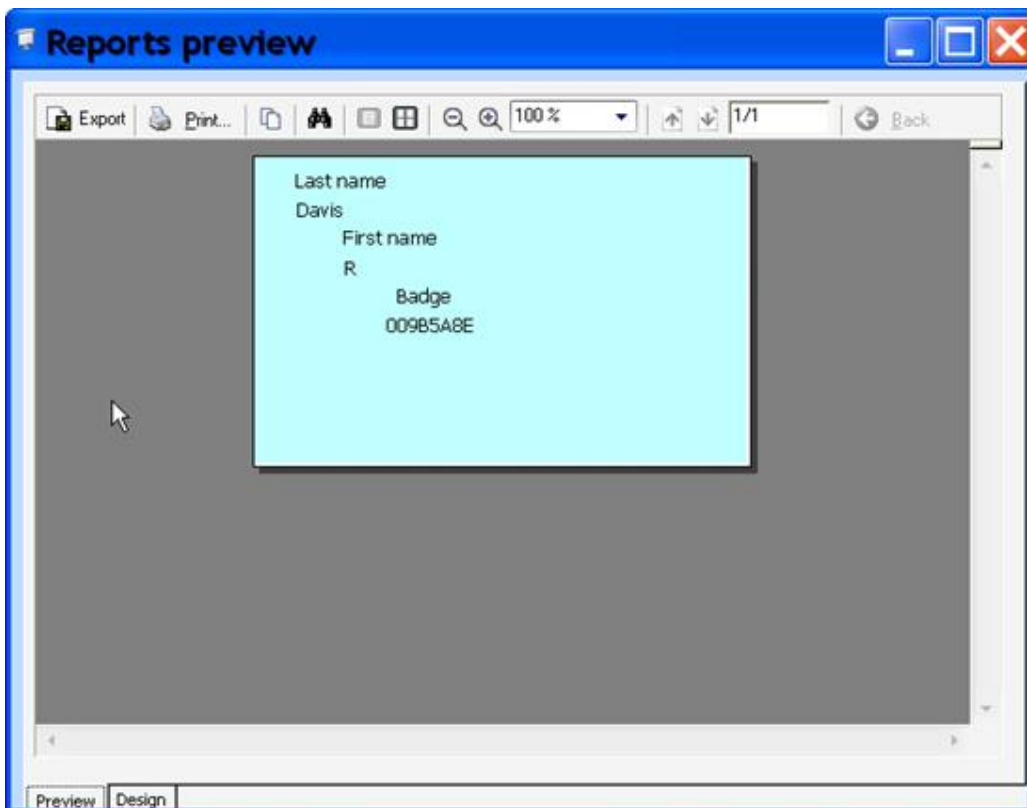 Reports preview
Export Print... 100 % 1/1 Back
Last name
Davis
First name
R
Badge
009B5A8E
Preview Design